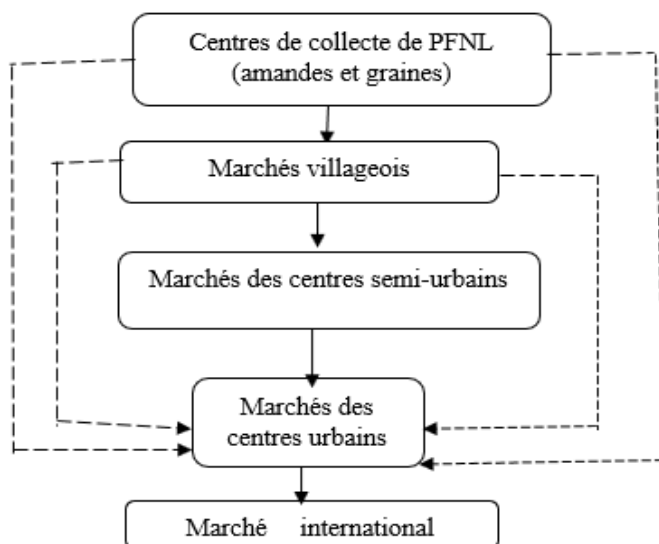 Centres de collecte de PFNL
(amandes et graines)
Marchés villageois
Marchés des centres semi-urbains
Marchés des
centres urbains
Marché international